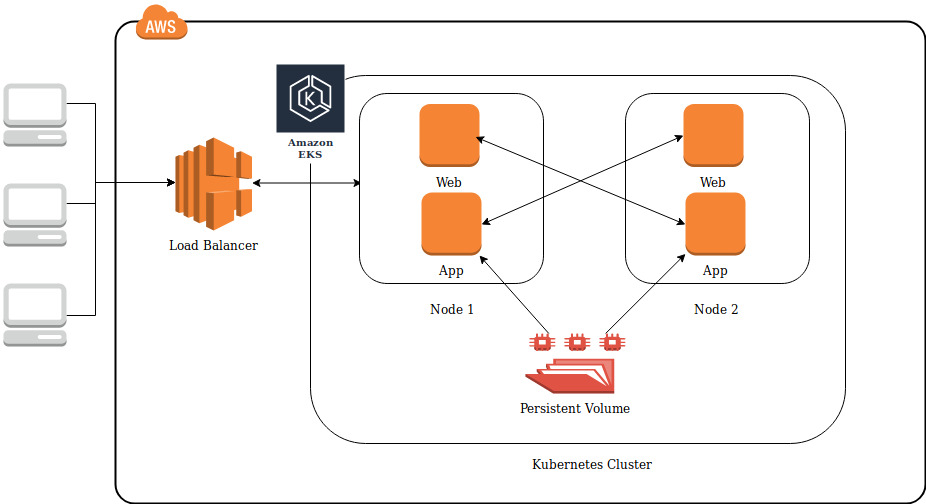 AWS
Amazon
EKS
Web
Web
Load Balancer
App
App
Node 1
Node 2
Persistent Volume
Kubernetes Cluster